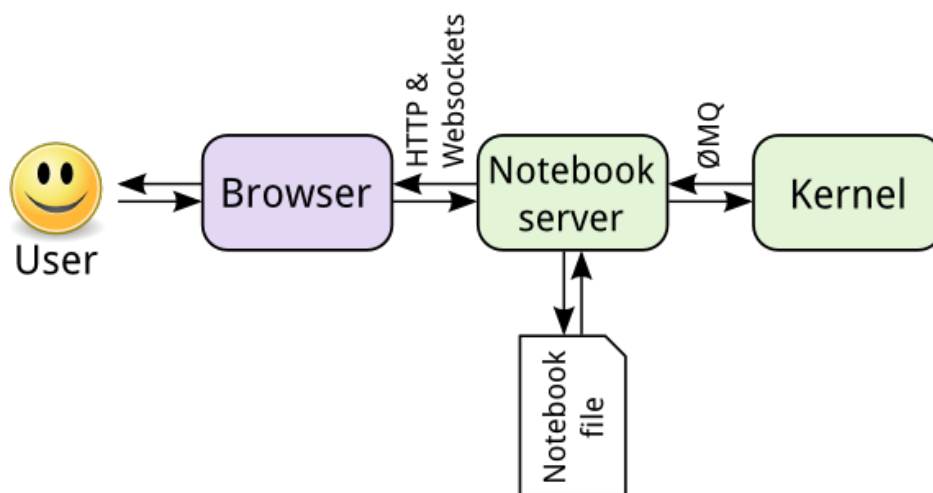 User
Browser
HTTP &
Websockets
Notebook
server
ØMQ
Kernel
Notebook
file